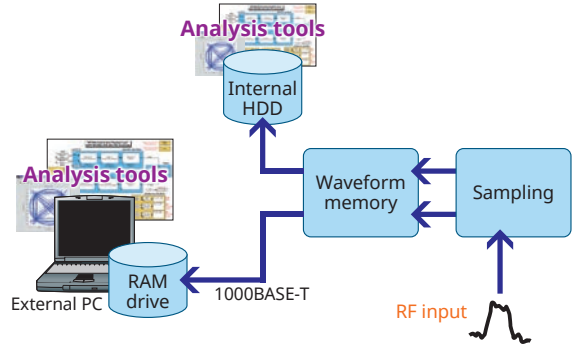 Analysis tools
Internal
HDD
Analysis tools
Waveform
memory
Sampling
RAM
drive
External PC
1000BASE-T
RF input